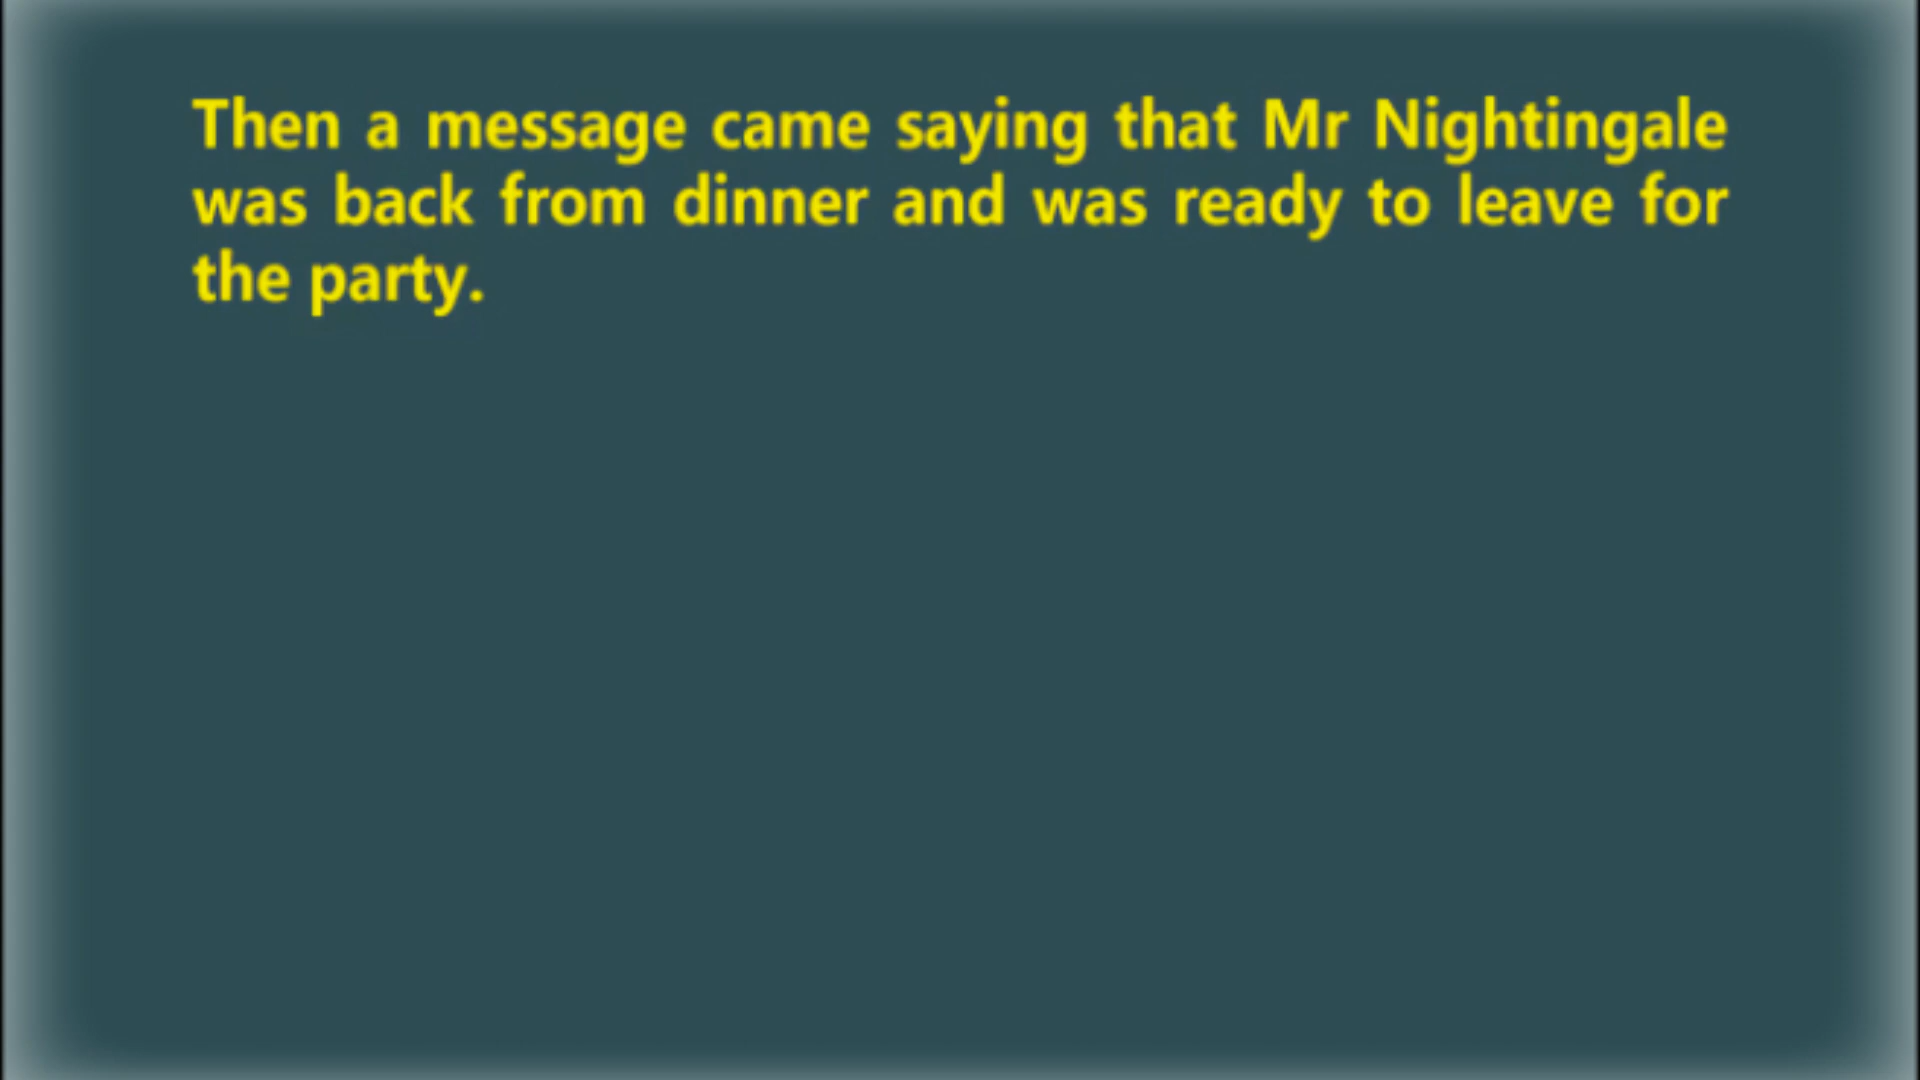 Then a message came saying that Mr Nightingale
was back from dinner and was ready to leave for
the party.